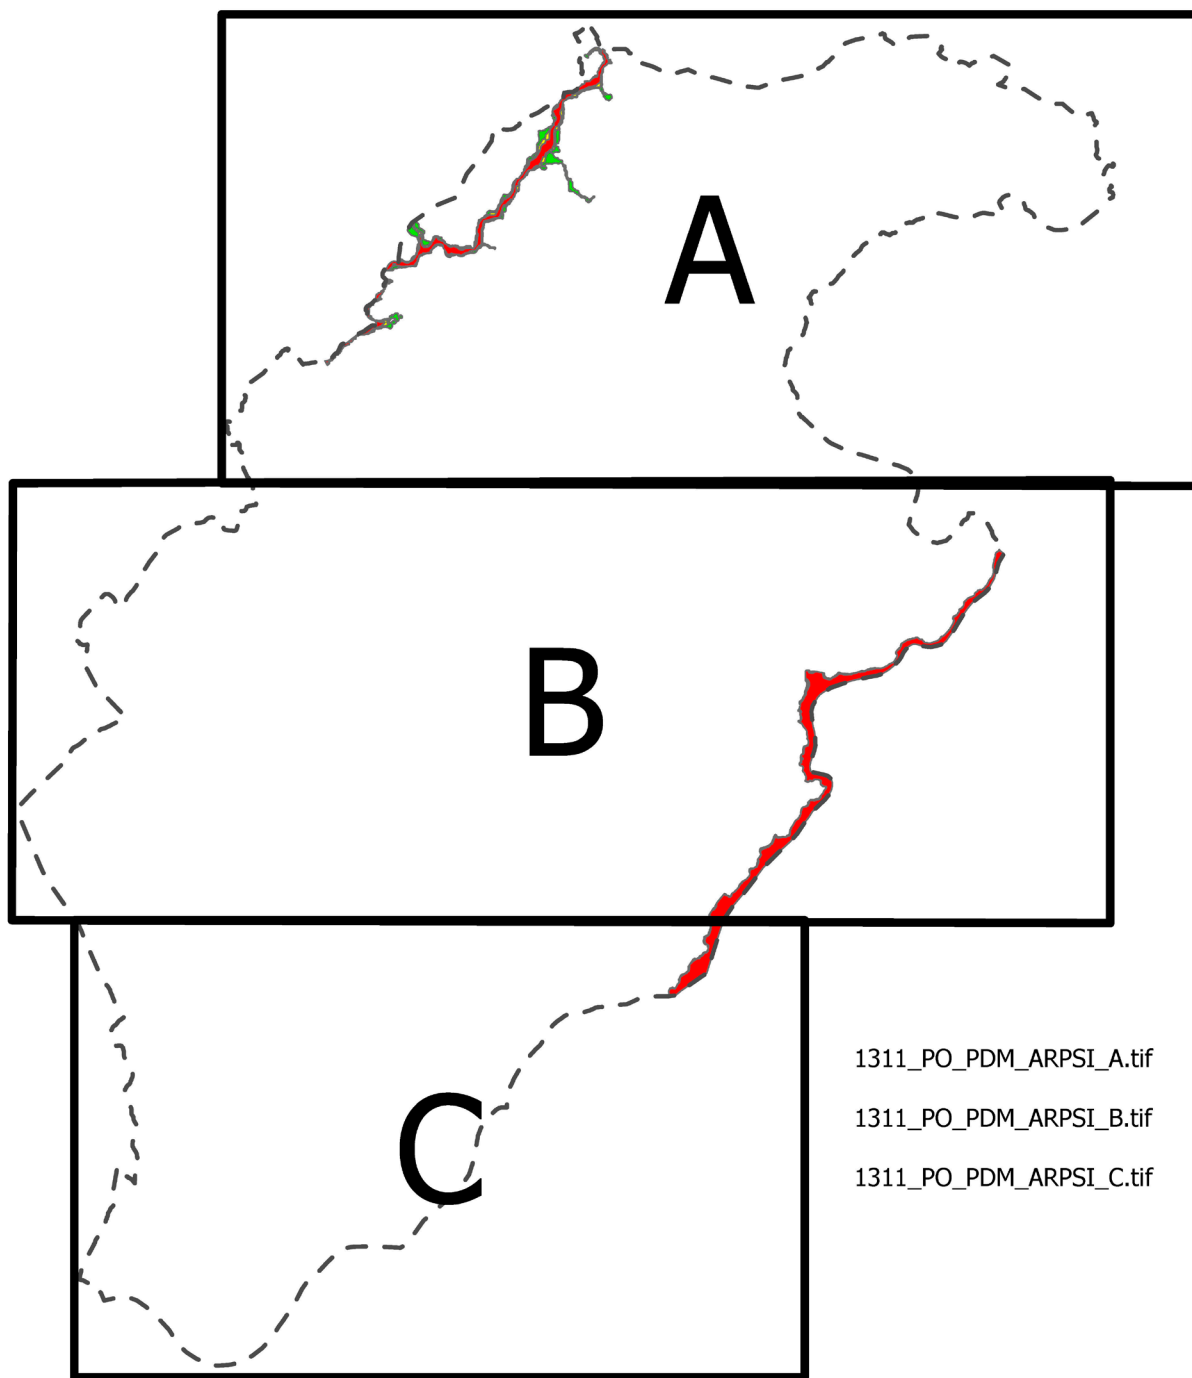 A
B
C
1311_PO_PDM_ARPSI_A.tif
1311_PO_PDM_ARPSI_B.tif
1311_PO_PDM_ARPSI_C.tif